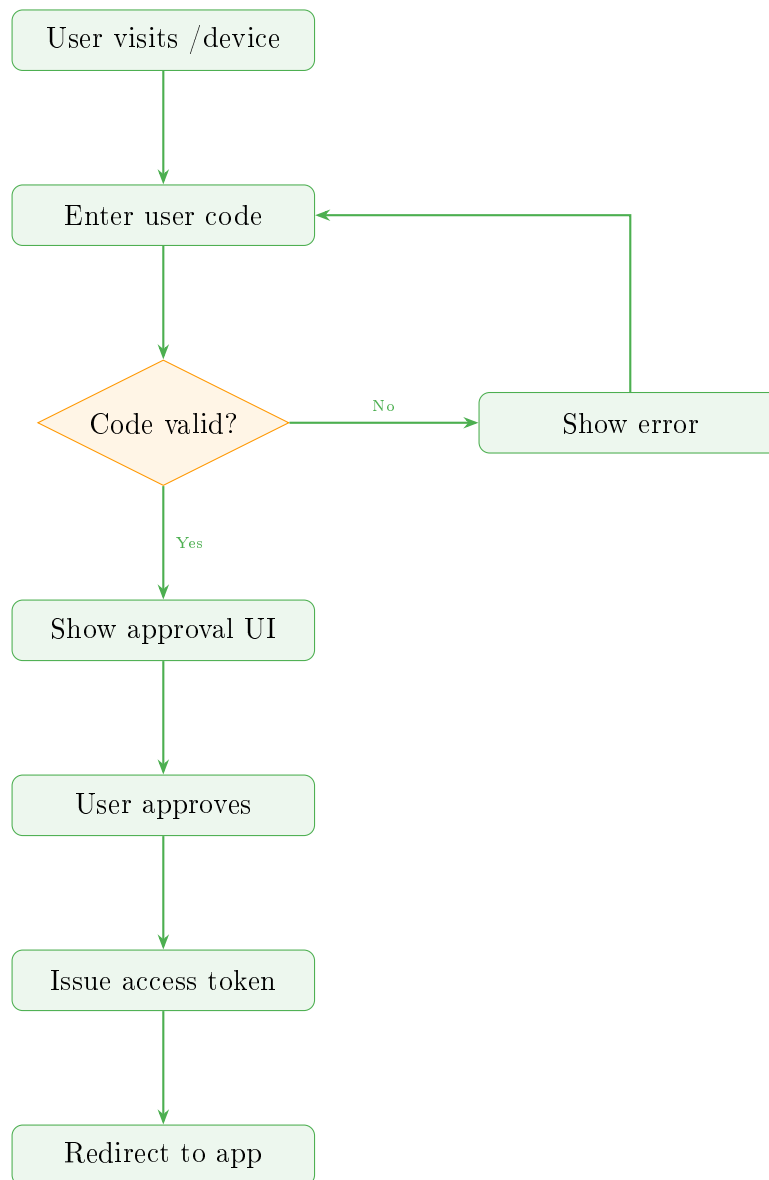 User visits /device
Enter user code
Code valid?
No
Show error
Yes
Show approval UI
User approves
Issue access token
Redirect to app